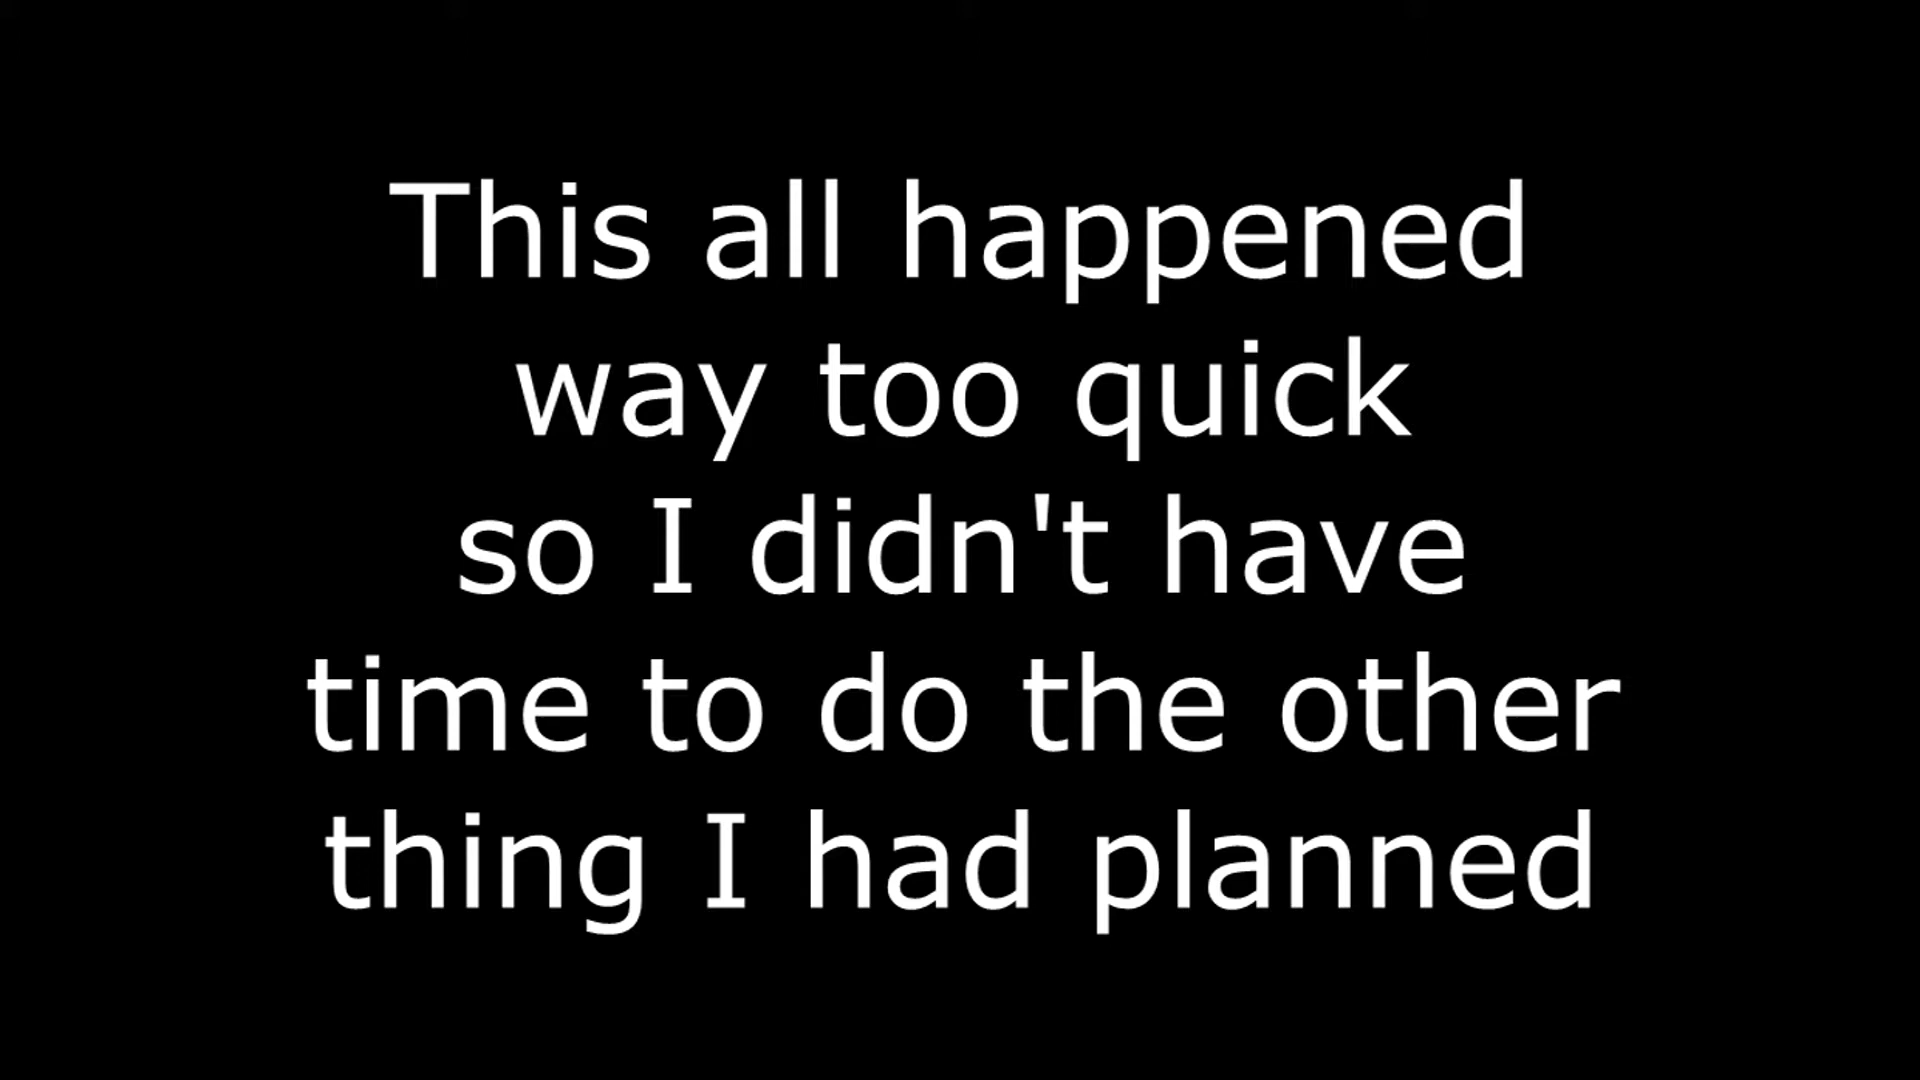 This all happened
way too quick
so I didn't have
time to do the other
thing I had planned